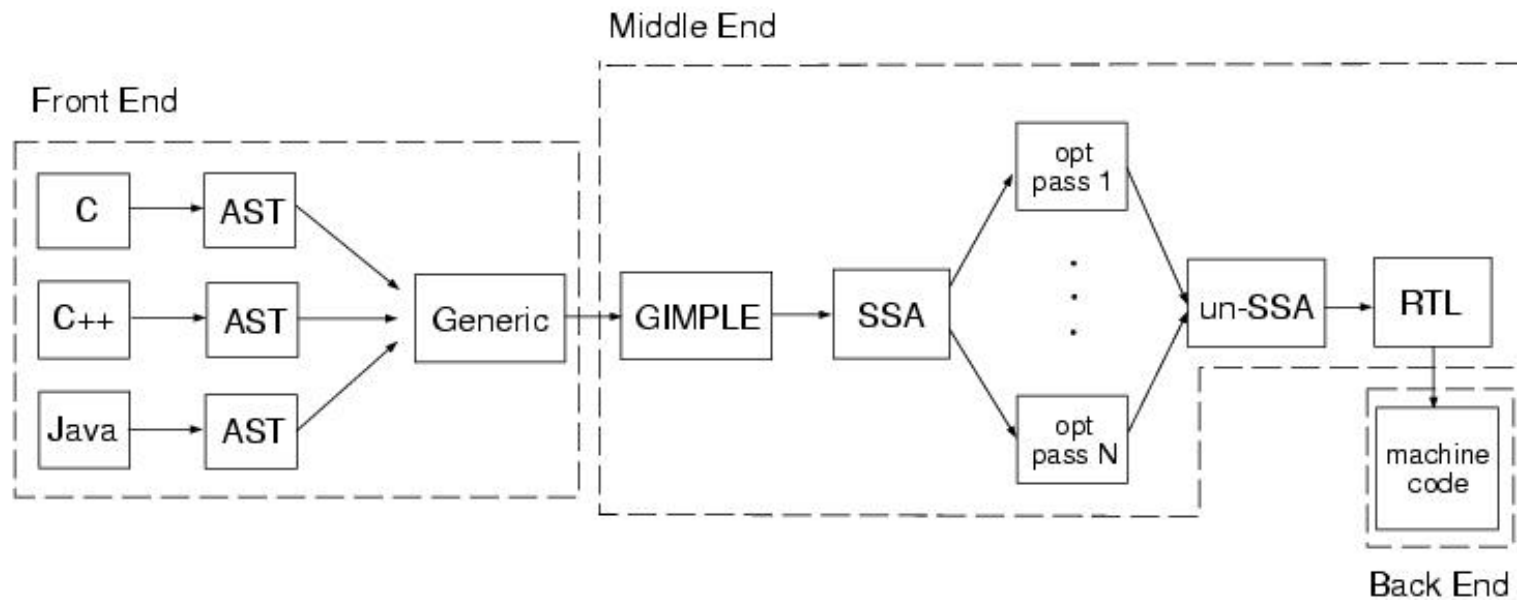 Middle End
Front End
C
AST
C++
AST
Java
AST
Generic
GIMPLE
SSA
opt
pass 1
opt
pass N
un-SSA
RTL
machine
code
Back End